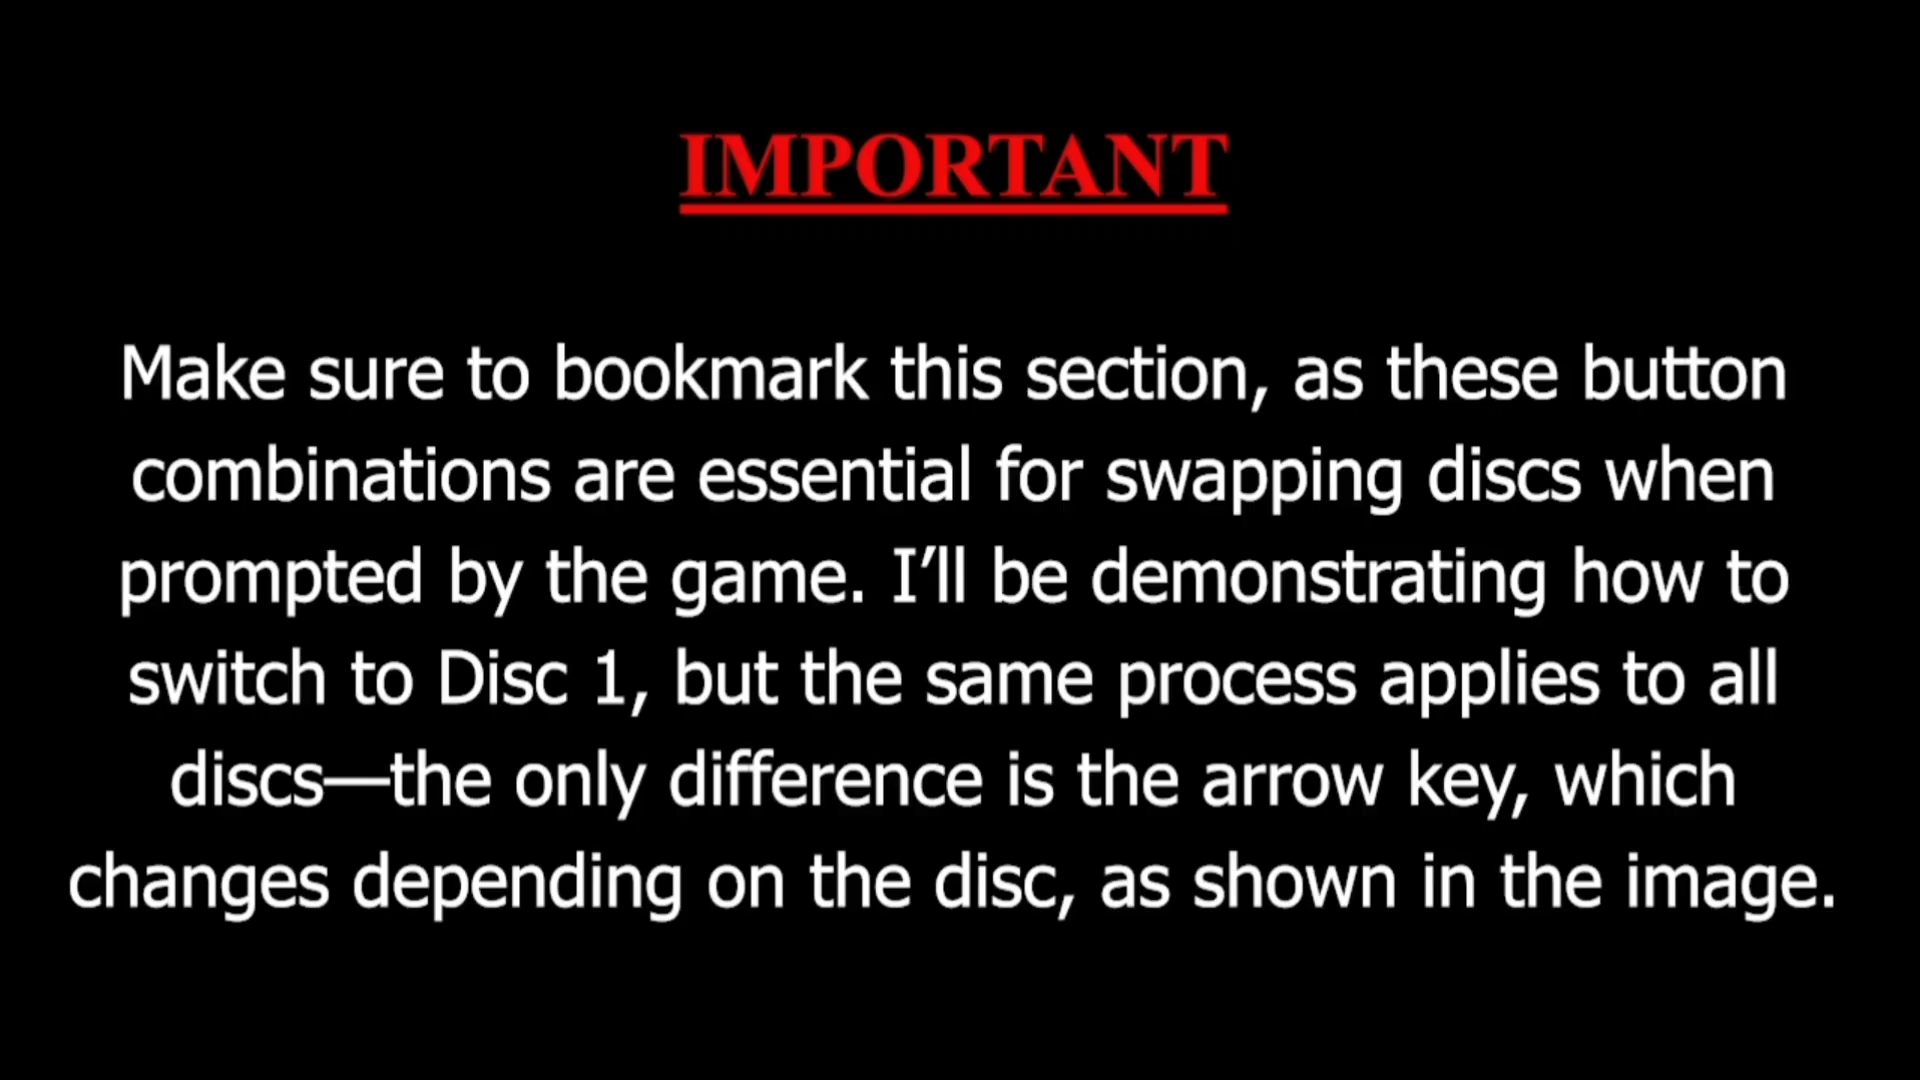 IMPORTANT
Make sure to bookmark this section, as these button
combinations are essential for swapping discs when
prompted by the game. I’ll be demonstrating how to
switch to Disc 1, but the same process applies to all
discs—the only difference is the arrow key, which
changes depending on the disc, as shown in the image.